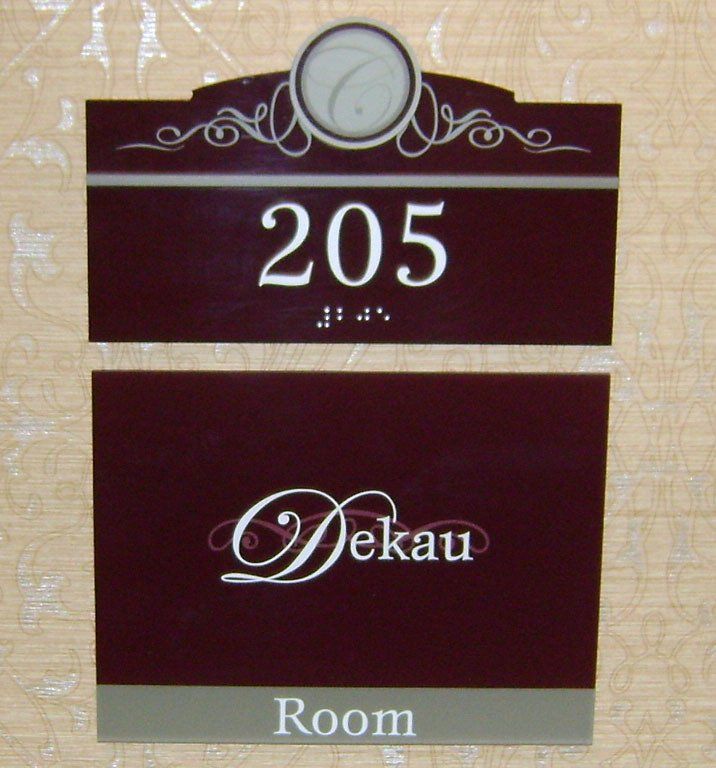 C
205
⠼⠃⠚⠑
Dekau
Room